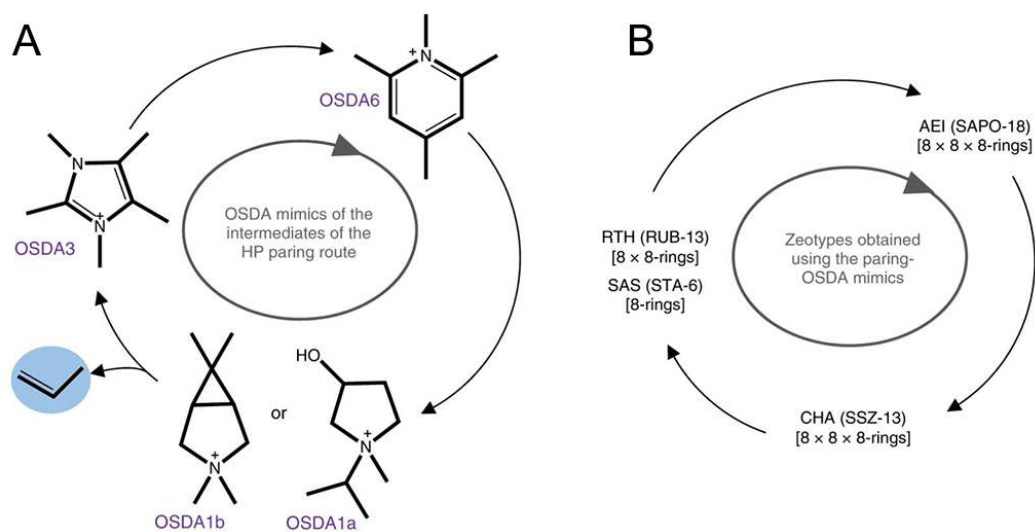 A
OSDA6
N
+
OSDA3
N
N
+
OSDA mimics of the
intermediates of the
HP paring route
or
HO
N
+
N
+
OSDA1b
OSDA1a
B
AEI (SAPO-18)
[8 × 8 × 8-rings]
RTH (RUB-13)
[8 × 8-rings]
SAS (STA-6)
[8-rings]
Zeotypes obtained
using the paring-
OSDA mimics
CHA (SSZ-13)
[8 × 8 × 8-rings]